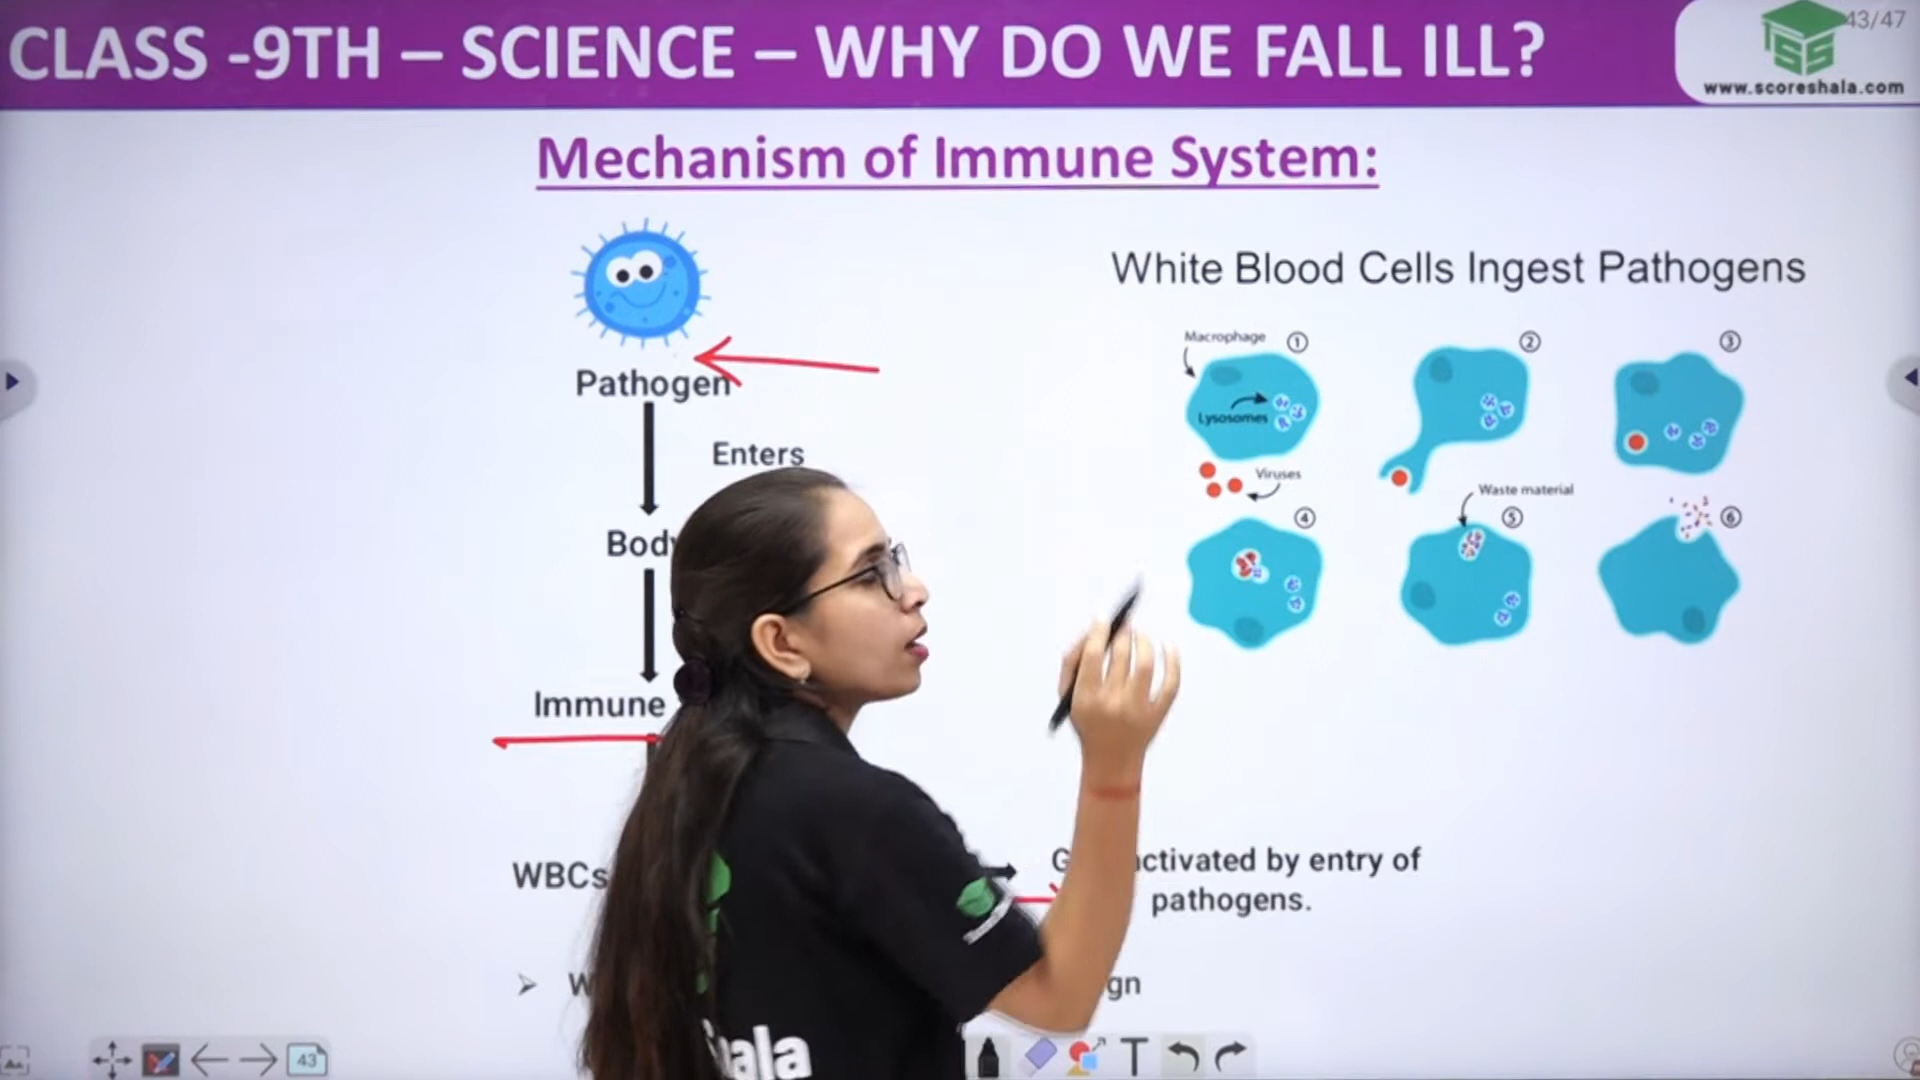 CLASS -9TH – SCIENCE – WHY DO WE FALL ILL?
43/47
SS
www.scoreshala.com
Mechanism of Immune System:
White Blood Cells Ingest Pathogens
Pathogen
Enters
Body
Immune
WBCs
activated by entry of
pathogens.
Macrophage
1
2
3
Lysosomes
Viruses
Waste material
4
5
6
43
T